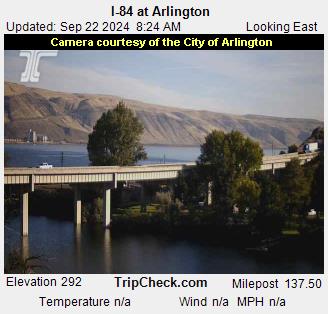 I-84 at Arlington
Updated: Sep 22 2024 8:24 AM Looking East
Camera courtesy of the City of Arlington
Elevation 292 TripCheck.com Milepost 137.50
Temperature n/a Wind n/a MPH n/a